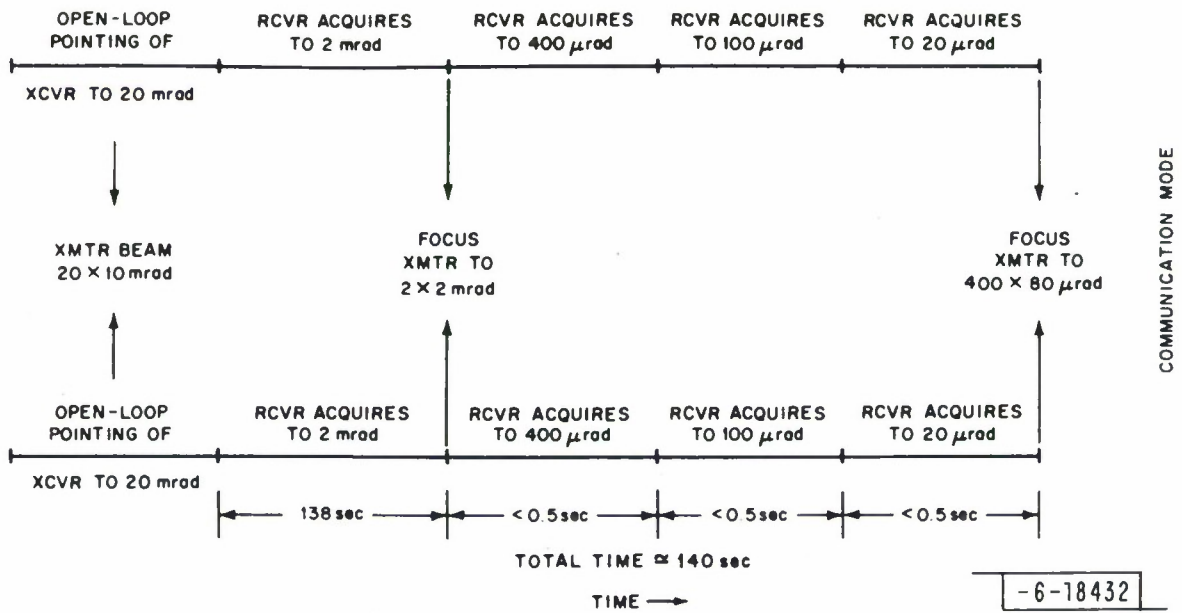 OPEN-LOOP
POINTING OF
RCVR ACQUIRES
TO 2 mrad
RCVR ACQUIRES
TO 400 μrad
RCVR ACQUIRES
TO 100 μrad
RCVR ACQUIRES
TO 20 μrad
XCVR TO 20 mrad
XMTR BEAM
20 × 10 mrad
FOCUS
XMTR TO
2 × 2 mrad
FOCUS
XMTR TO
400 × 80 μrad
COMMUNICATION MODE
OPEN-LOOP
POINTING OF
RCVR ACQUIRES
TO 2 mrad
RCVR ACQUIRES
TO 400 μrad
RCVR ACQUIRES
TO 100 μrad
RCVR ACQUIRES
TO 20 μrad
XCVR TO 20 mrad
138 sec
<0.5 sec
<0.5 sec
<0.5 sec
TOTAL TIME ≃ 140 sec
TIME →
-6-18432